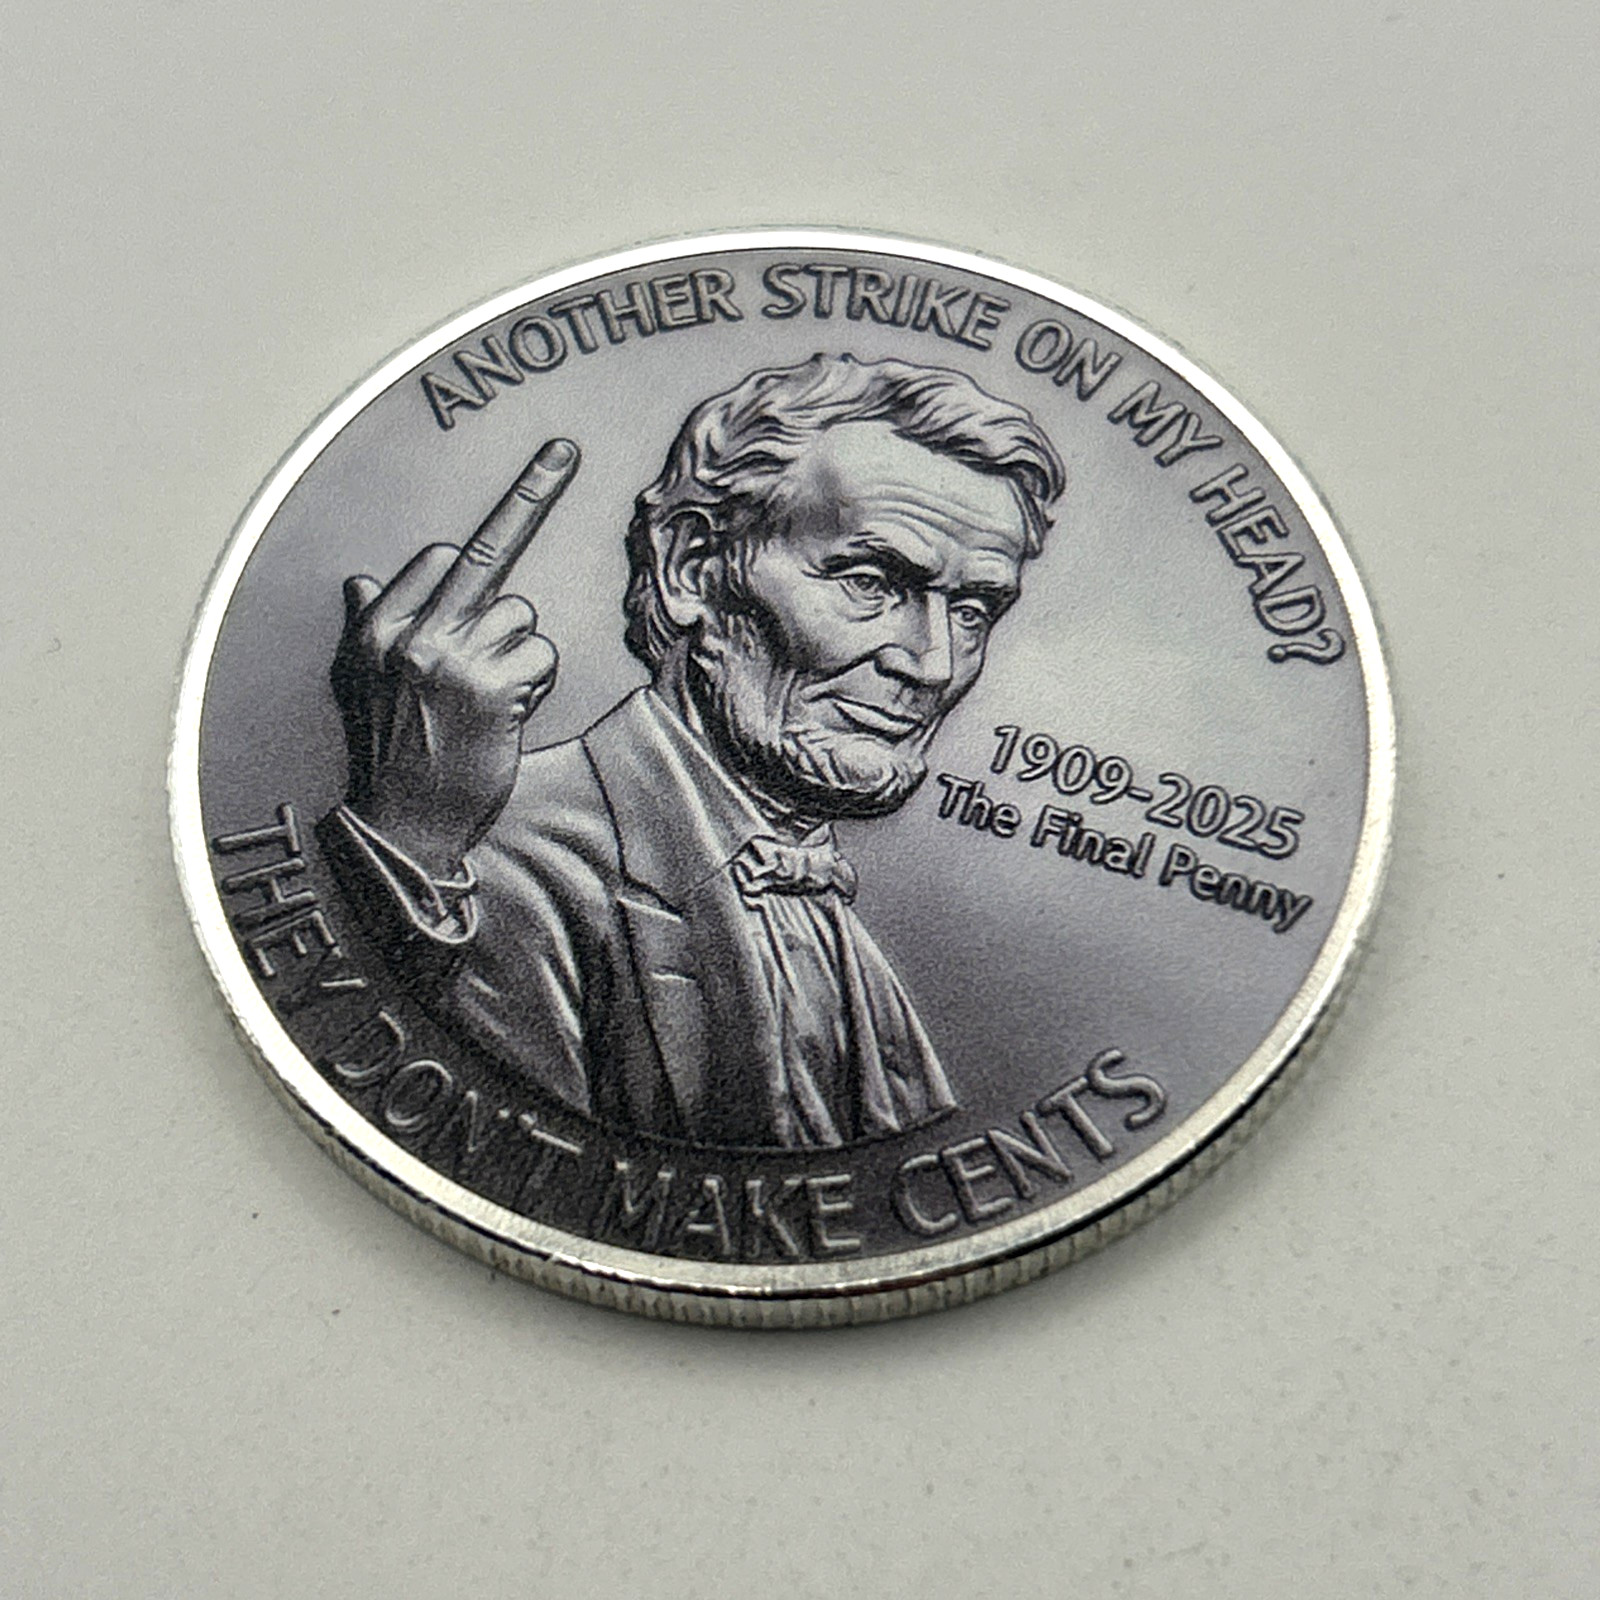 ANOTHER STRIKE ON MY HEAD?
1909-2025
The Final Penny
THEY DON'T MAKE CENTS